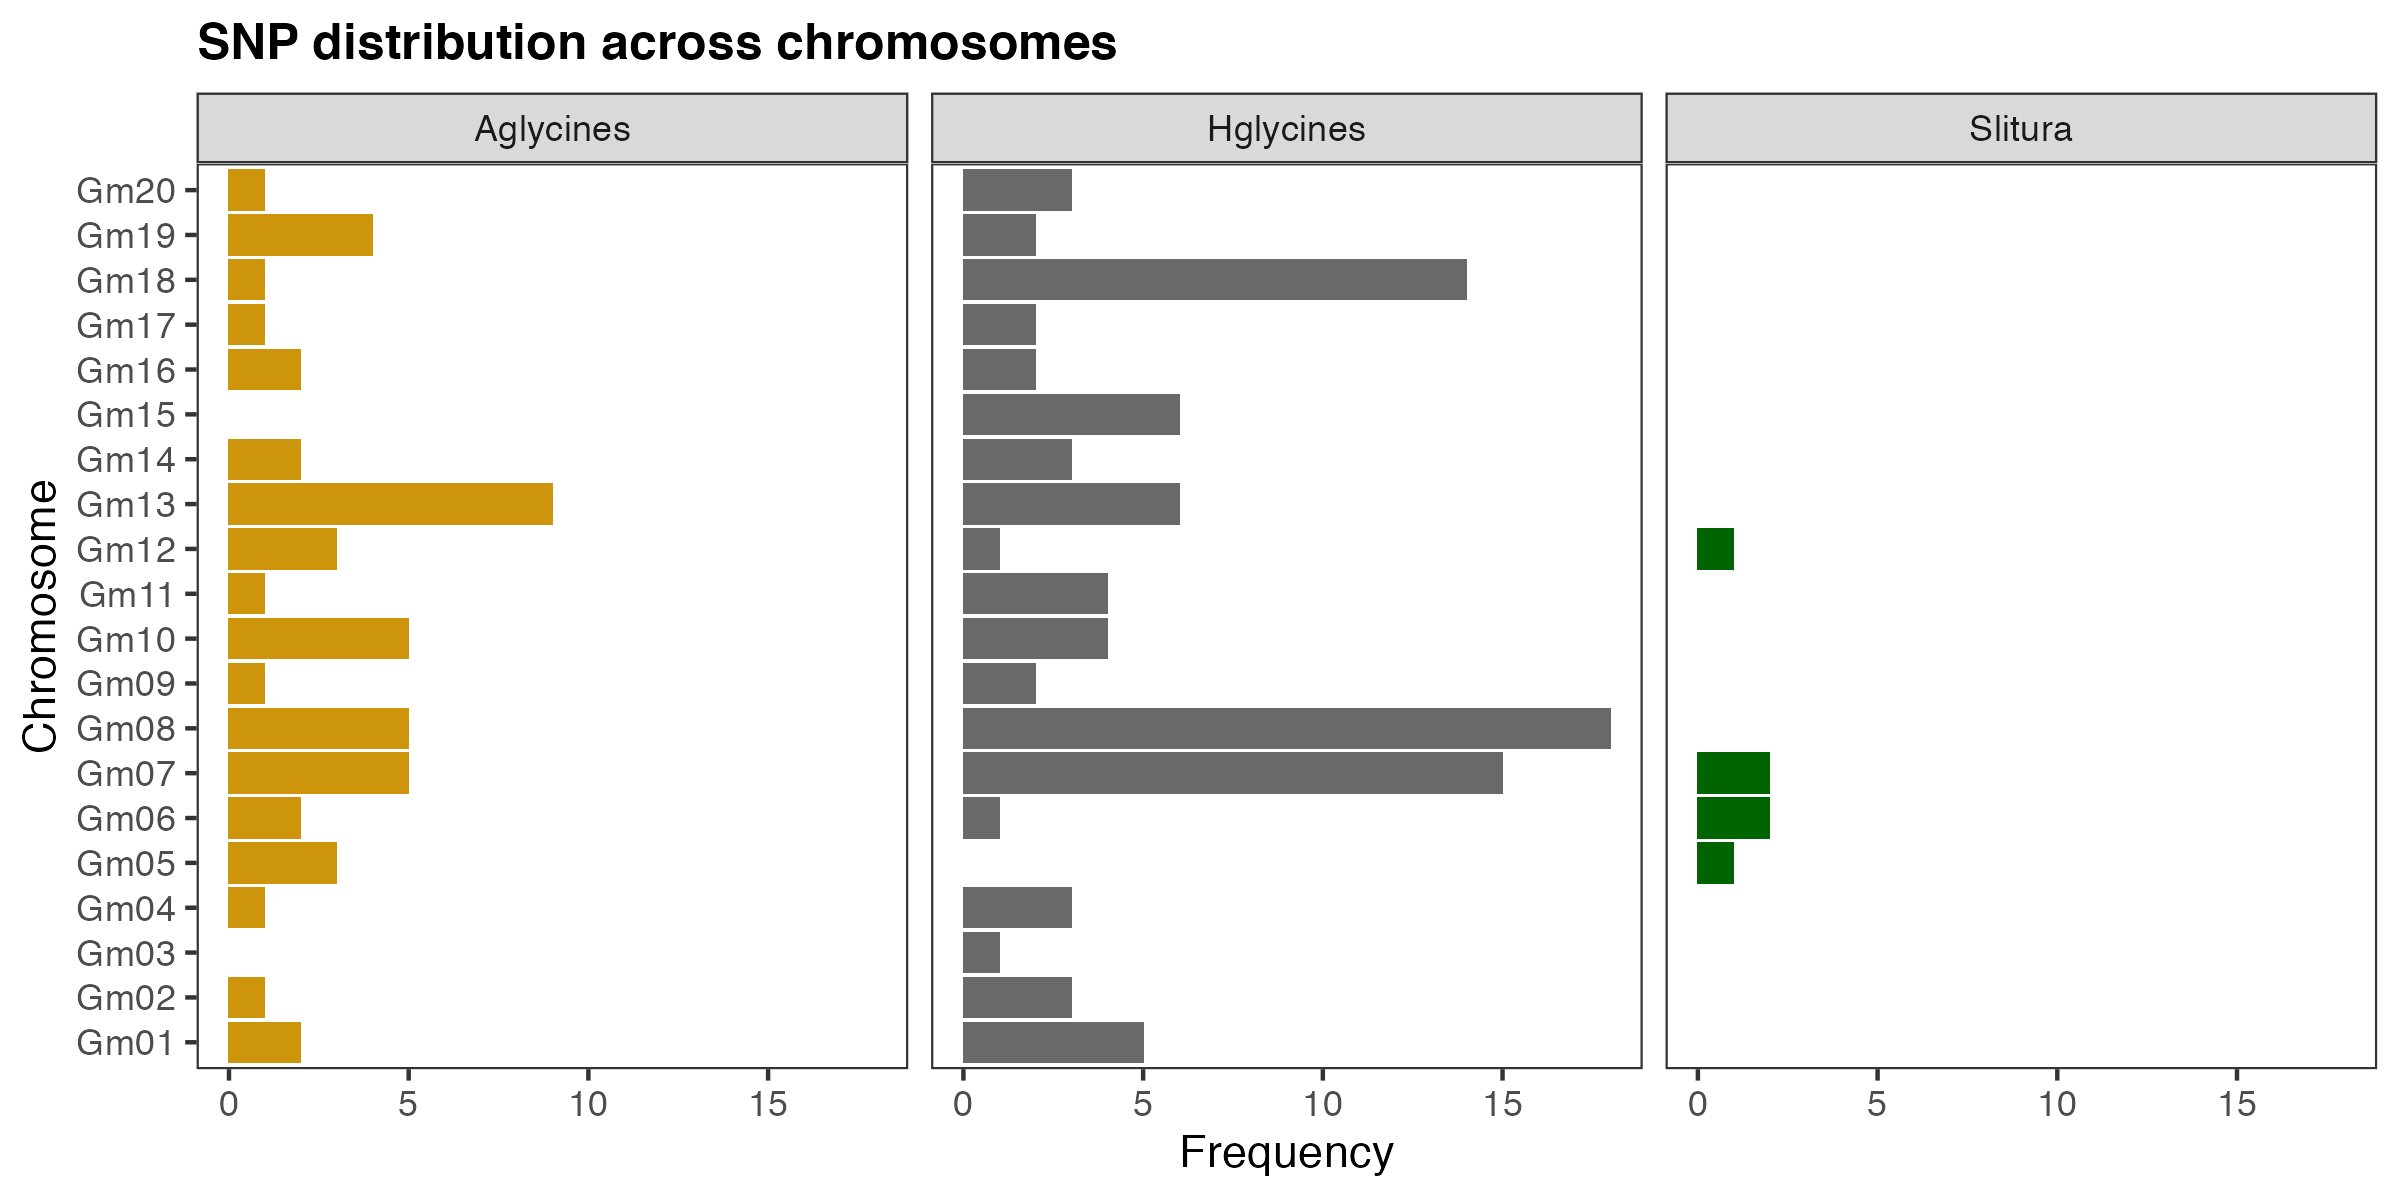 SNP distribution across chromosomes
Aglycines
Hglycines
Slitura
Chromosome
Gm20
Gm19
Gm18
Gm17
Gm16
Gm15
Gm14
Gm13
Gm12
Gm11
Gm10
Gm09
Gm08
Gm07
Gm06
Gm05
Gm04
Gm03
Gm02
Gm01
0 5 10 15
0 5 10 15
0 5 10 15
Frequency